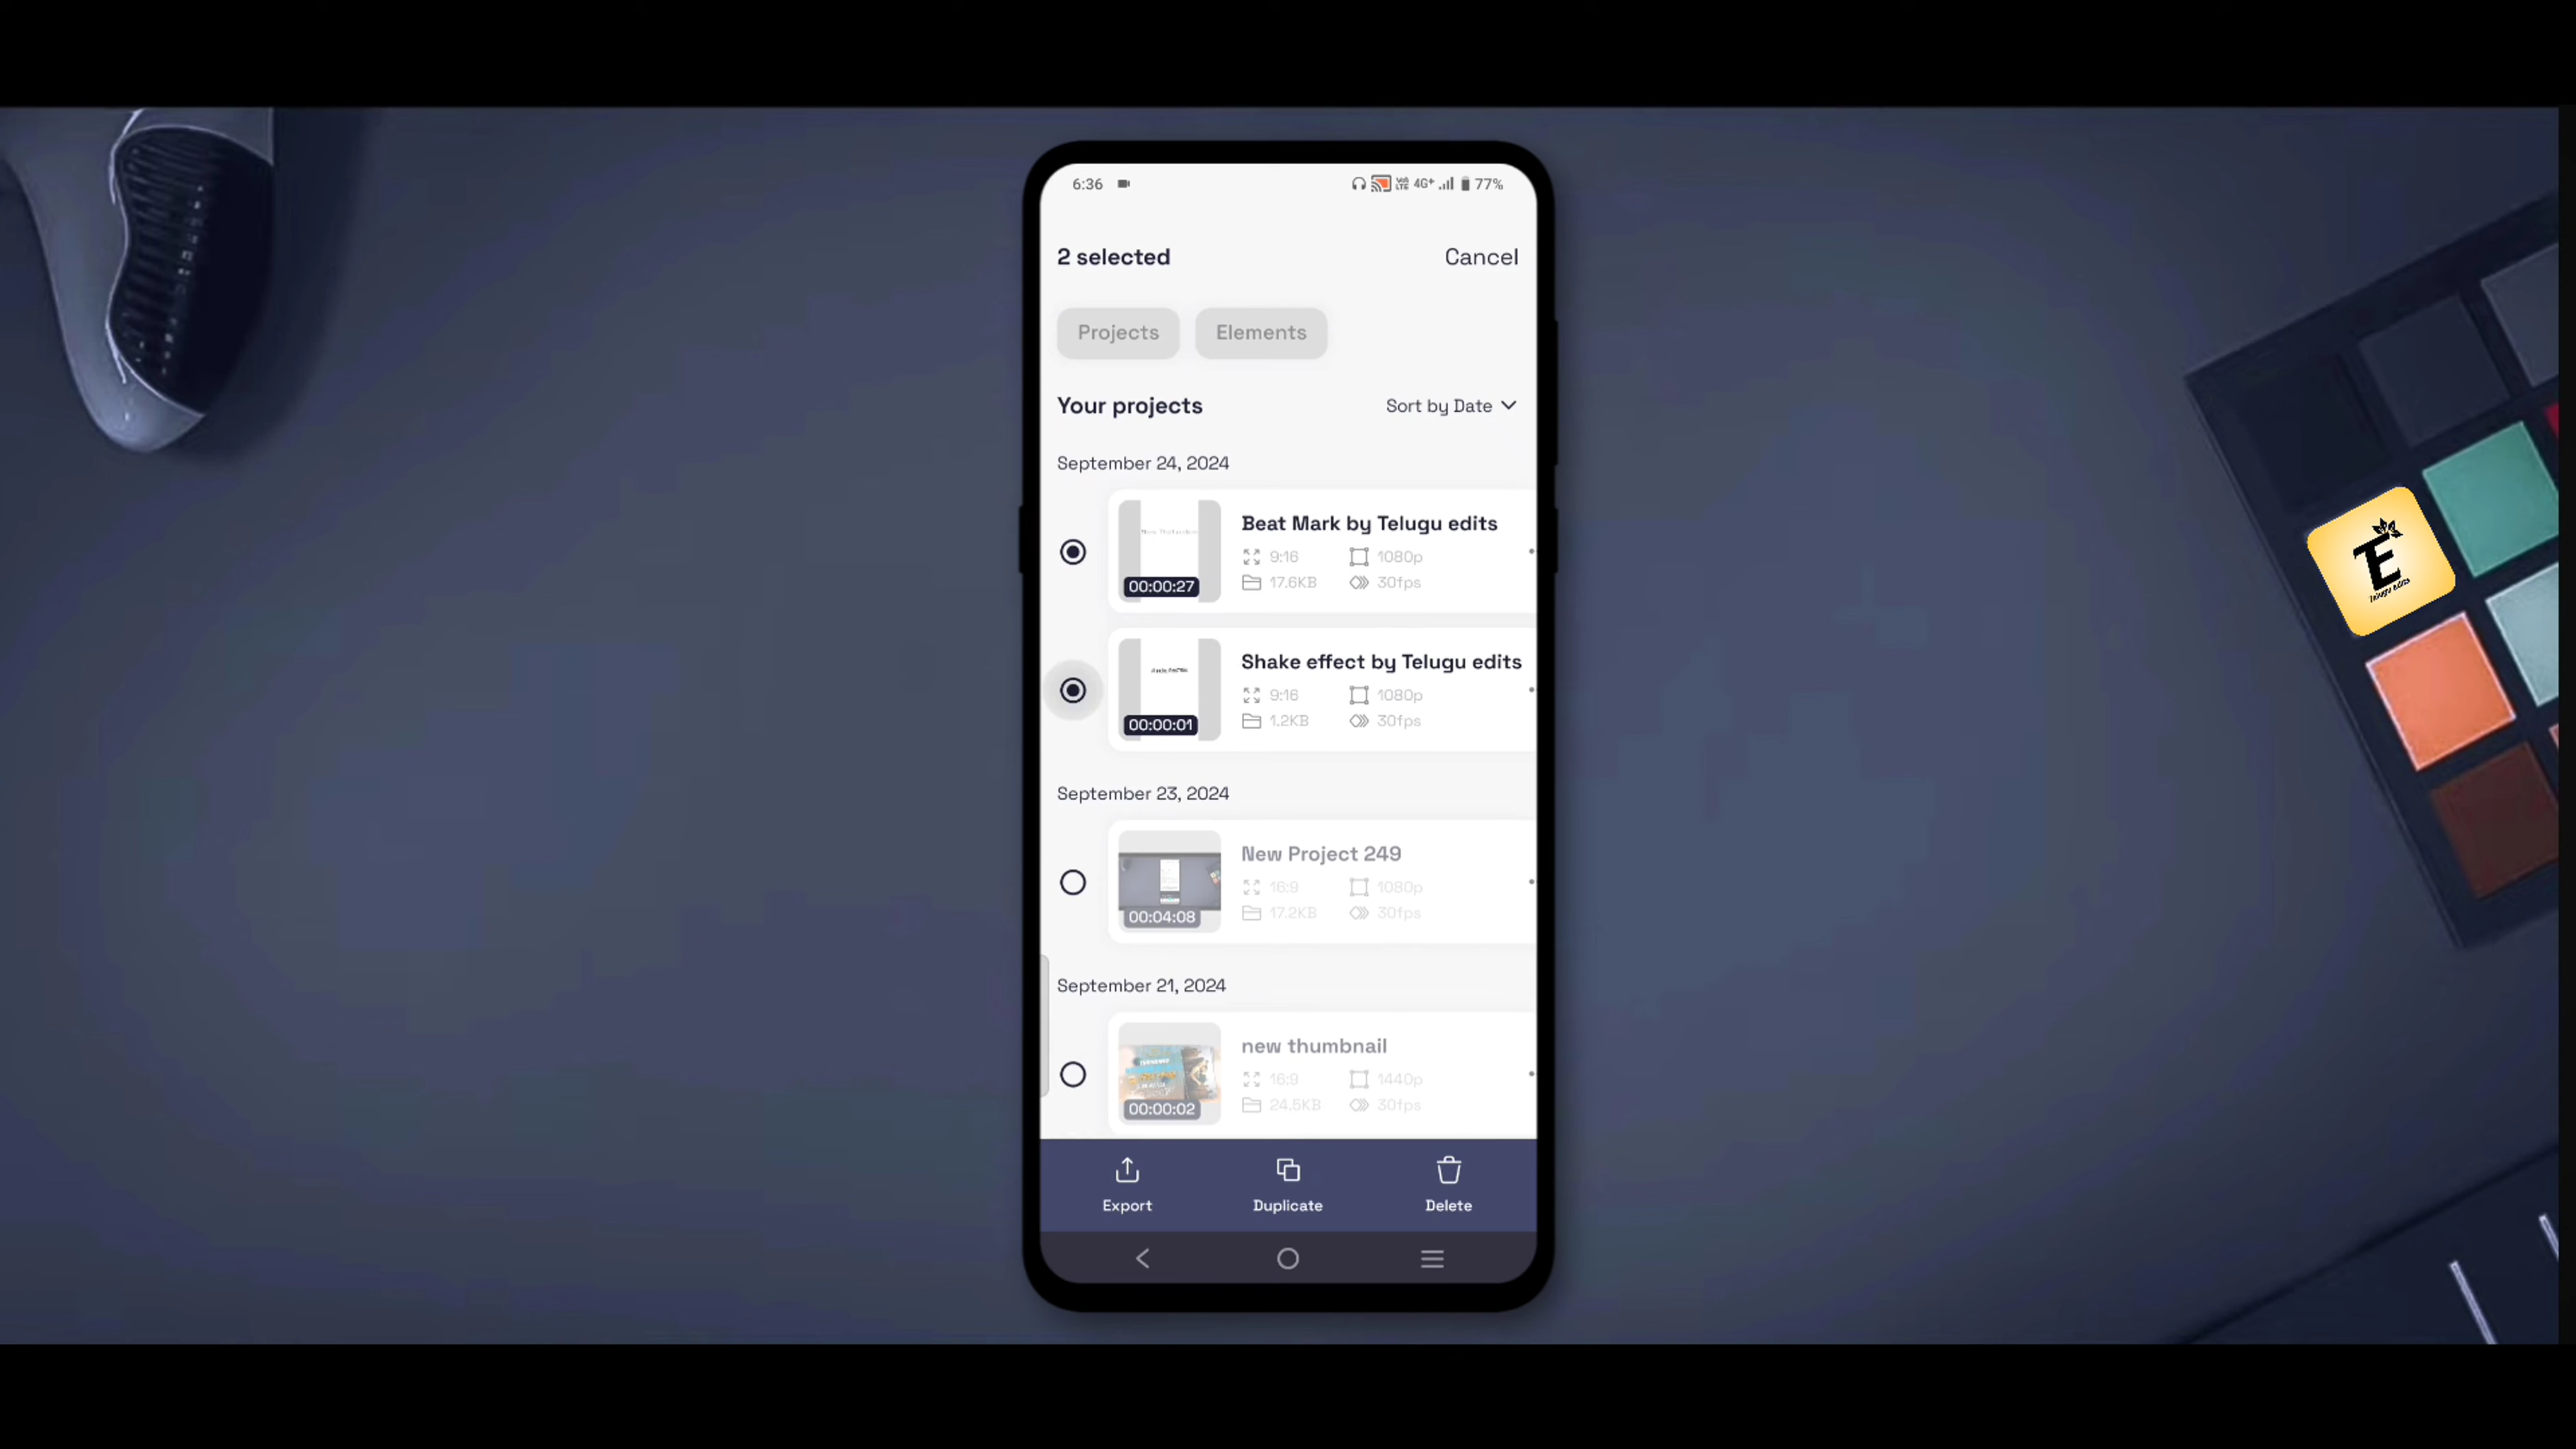 6:36 4G+ 77%
2 selected Cancel
Projects Elements
Your projects Sort by Date
September 24, 2024
Beat Mark by Telugu edits
9:16 1080p
17.6KB 30fps
00:00:27
Shake effect by Telugu edits
9:16 1080p
1.2KB 30fps
00:00:01
September 23, 2024
New Project 249
16:9 1080p
17.2KB 30fps
00:04:08
September 21, 2024
new thumbnail
16:9 1440p
24.5KB 30fps
00:00:02
Export Duplicate Delete
E
Telugu edits